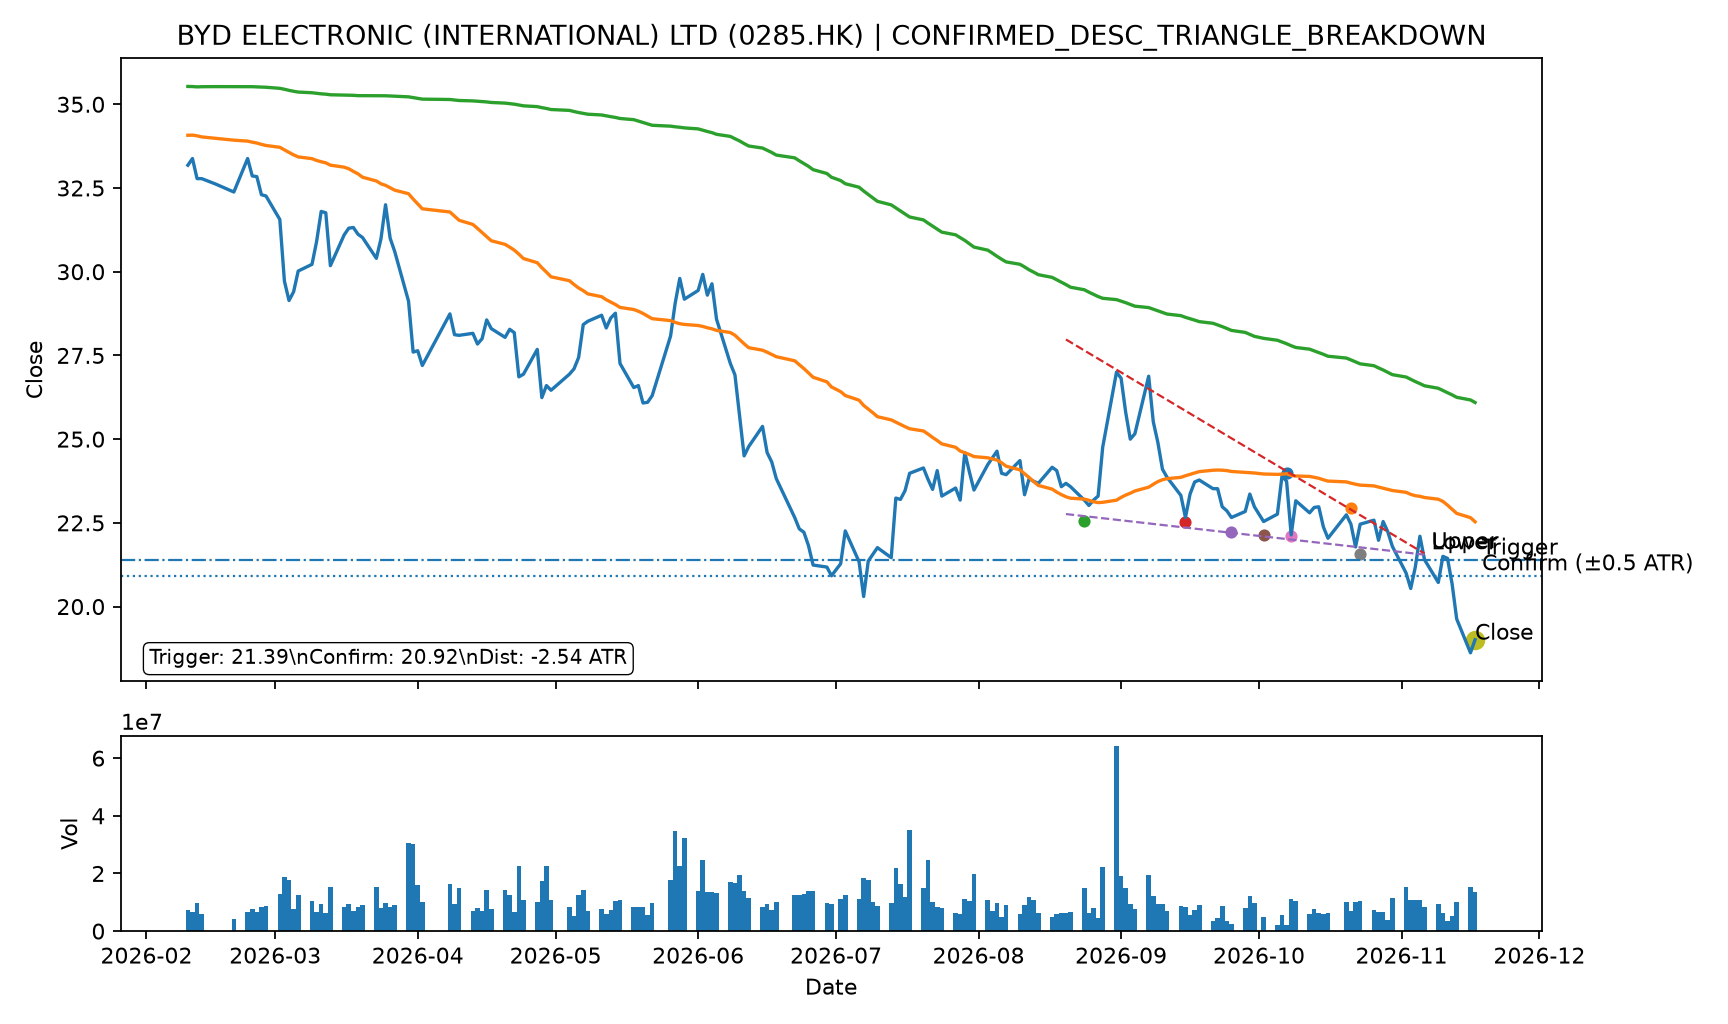 BYD ELECTRONIC (INTERNATIONAL) LTD (0285.HK) | CONFIRMED_DESC_TRIANGLE_BREAKDOWN
Close
35.0
32.5
30.0
27.5
25.0
22.5
20.0
Upper
Lower
Trigger
Confirm (±0.5 ATR)
Close
Trigger: 21.39\nConfirm: 20.92\nDist: -2.54 ATR
1e7
Vol
6
4
2
0
2026-02 2026-03 2026-04 2026-05 2026-06 2026-07 2026-08 2026-09 2026-10 2026-11 2026-12
Date